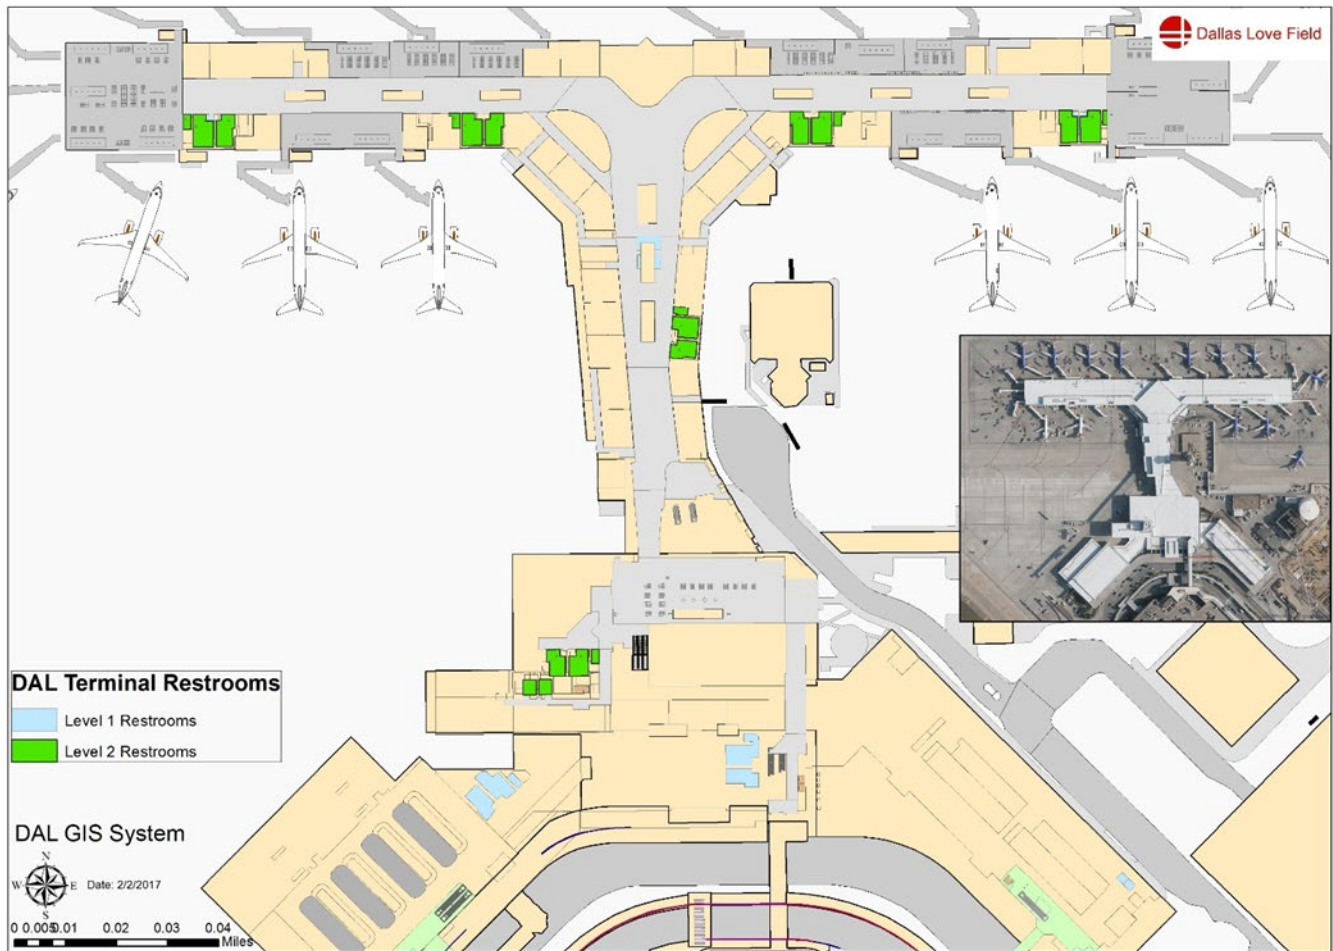 Dallas Love Field
DAL Terminal Restrooms
Level 1 Restrooms
Level 2 Restrooms
DAL GIS System
N
W E
S
Date: 2/2/2017
0 0.005 0.01 0.02 0.03 0.04
Miles